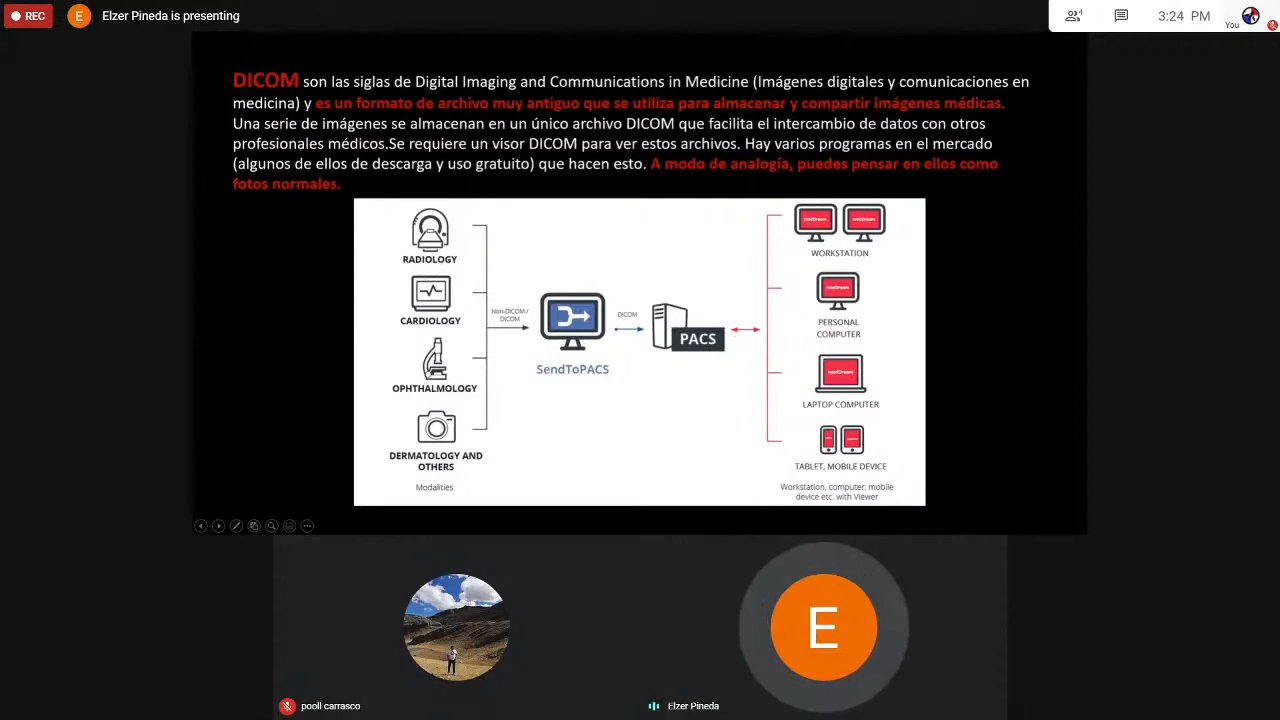 REC
E
Elzer Pineda is presenting
4
3:24 PM
You
DICOM son las siglas de Digital Imaging and Communications in Medicine (Imágenes digitales y comunicaciones en
medicina) y es un formato de archivo muy antiguo que se utiliza para almacenar y compartir imágenes médicas.
Una serie de imágenes se almacenan en un único archivo DICOM que facilita el intercambio de datos con otros
profesionales médicos.Se requiere un visor DICOM para ver estos archivos. Hay varios programas en el mercado
(algunos de ellos de descarga y uso gratuito) que hacen esto. A modo de analogía, puedes pensar en ellos como
fotos normales.
RADIOLOGY
CARDIOLOGY
OPHTHALMOLOGY
DERMATOLOGY AND
OTHERS
Modalities
Non-DICOM /
DICOM
SendToPACS
DICOM
PACS
WORKSTATION
PERSONAL
COMPUTER
LAPTOP COMPUTER
TABLET, MOBILE DEVICE
Workstation, computer, mobile
device etc. with Viewer
E
pooll carrasco
Elzer Pineda